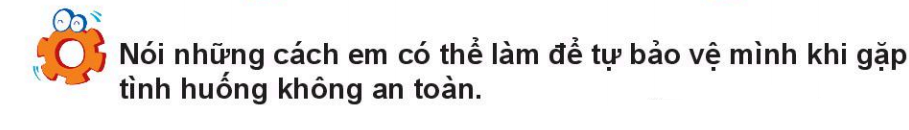 Nói những cách em có thể làm để tự bảo vệ mình khi gặp
tình huống không an toàn.